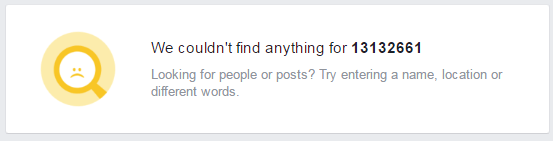 We couldn't find anything for 13132661
Looking for people or posts? Try entering a name, location or
different words.